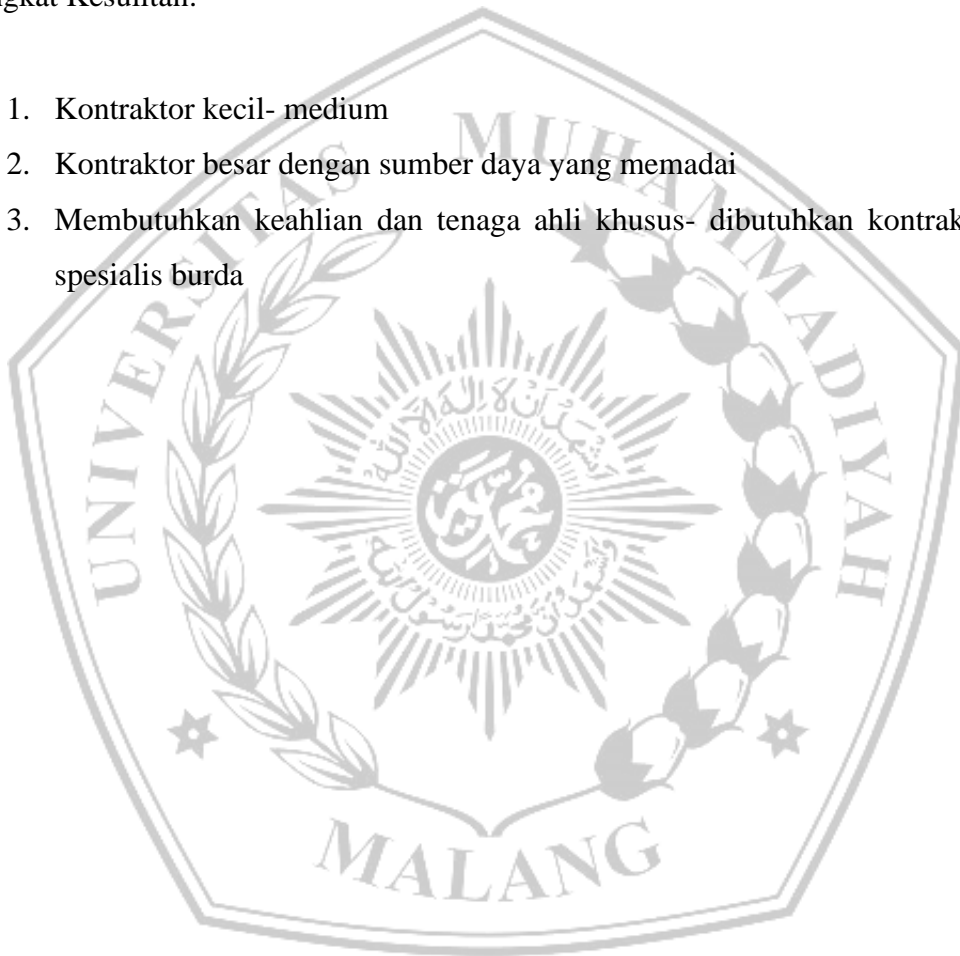 ngkat Kesulitan:
1. Kontraktor kecil- medium
2. Kontraktor besar dengan sumber daya yang memadai
3. Membutuhkan keahlian dan tenaga ahli khusus- dibutuhkan kontrak
spesialis burda
UNIVERSITAS MUHAMMADIYAH
MALANG